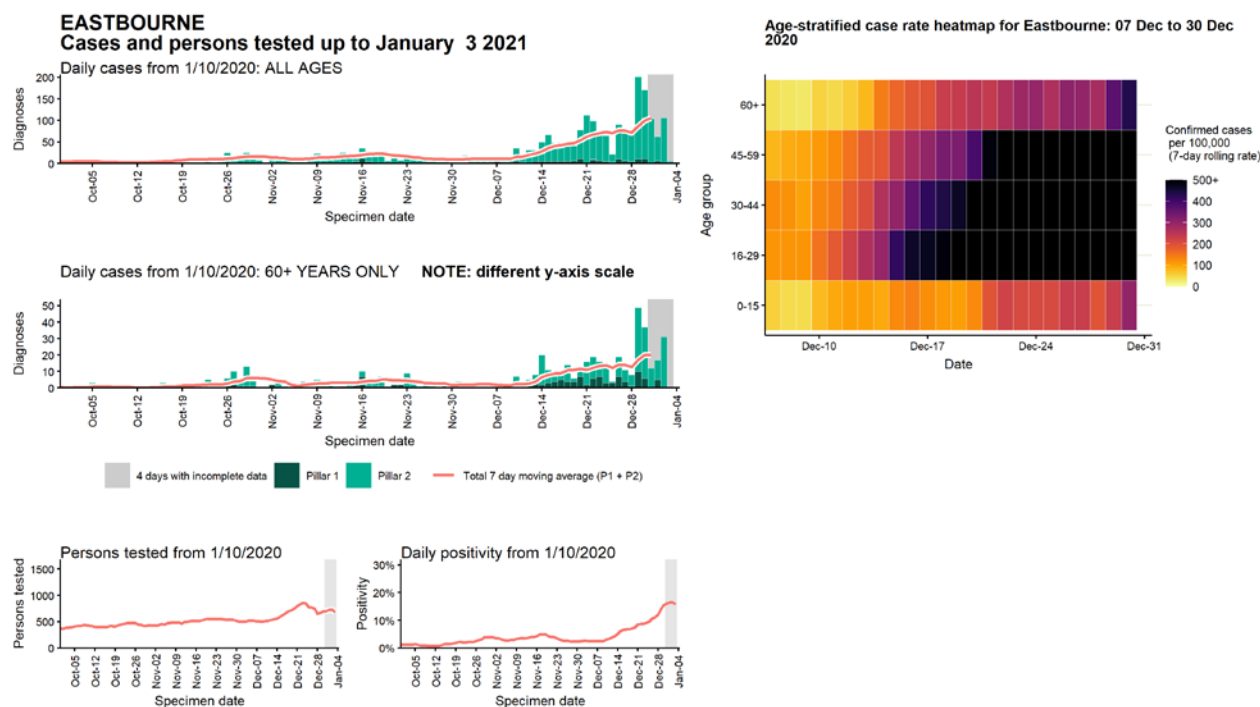 EASTBOURNE
Cases and persons tested up to January 3 2021
Daily cases from 1/10/2020: ALL AGES
200
150
100
50
0
Diagnoses
Oct-05
Oct-12
Oct-19
Oct-26
Nov-02
Nov-09
Nov-16
Nov-23
Nov-30
Dec-07
Dec-14
Dec-21
Dec-28
Jan-04
Specimen date
Daily cases from 1/10/2020: 60+ YEARS ONLY NOTE: different y-axis scale
50
40
30
20
10
0
Diagnoses
Oct-05
Oct-12
Oct-19
Oct-26
Nov-02
Nov-09
Nov-16
Nov-23
Nov-30
Dec-07
Dec-14
Dec-21
Dec-28
Jan-04
Specimen date
4 days with incomplete data
Pillar 1
Pillar 2
Total 7 day moving average (P1 + P2)
Persons tested from 1/10/2020
1500
1000
500
0
Persons tested
Oct-05
Oct-12
Oct-19
Oct-26
Nov-02
Nov-09
Nov-16
Nov-23
Nov-30
Dec-07
Dec-14
Dec-21
Dec-28
Jan-04
Specimen date
Daily positivity from 1/10/2020
30%
20%
10%
0%
Positivity
Oct-05
Oct-12
Oct-19
Oct-26
Nov-02
Nov-09
Nov-16
Nov-23
Nov-30
Dec-07
Dec-14
Dec-21
Dec-28
Jan-04
Specimen date
Age-stratified case rate heatmap for Eastbourne: 07 Dec to 30 Dec
2020
60+
45-59
30-44
16-29
0-15
Age group
Dec-10
Dec-17
Dec-24
Dec-31
Date
Confirmed cases
per 100,000
(7-day rolling rate)
500+
400
300
200
100
0